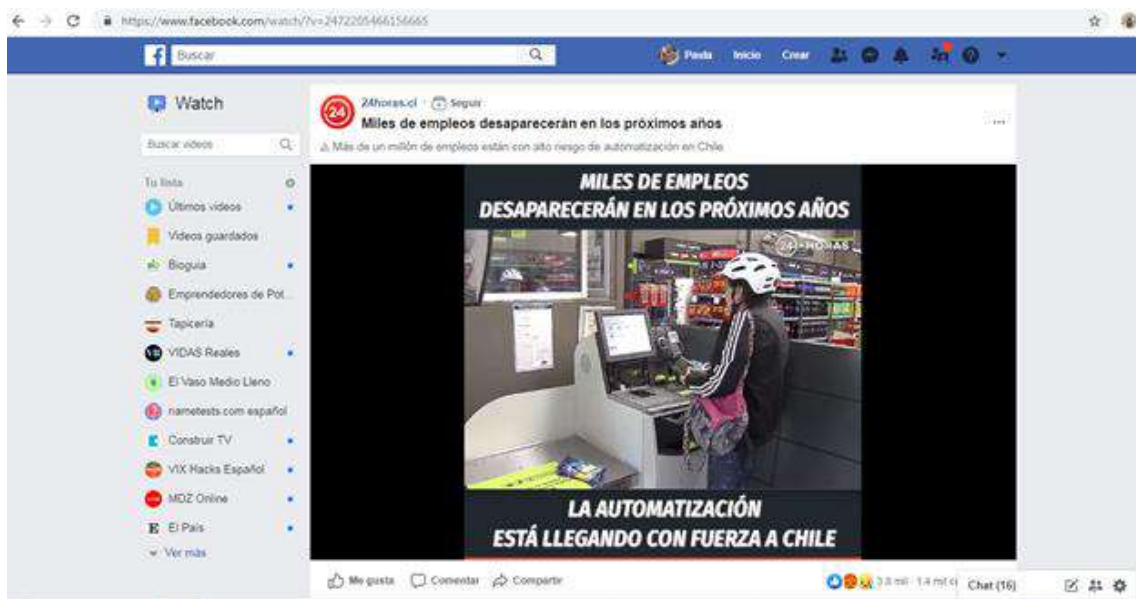 https://www.facebook.com/watch/?v=2472205466156665
Buscar
Paola Inicio Crear
Watch
Buscar videos
Tu lista
Últimos videos
Videos guardados
Bioguia
Emprendedores de Pot...
Tapicería
VIDAS Reales
El Vaso Medio Lleno
nametests.com español
Construir TV
VIX Hacks Español
MDZ Online
El País
Ver más
24horas.cl · Seguir
Miles de empleos desaparecerán en los próximos años
Más de un millón de empleos están con alto riesgo de automatización en Chile
MILES DE EMPLEOS
DESAPARECERÁN EN LOS PRÓXIMOS AÑOS
24 HORAS
LA AUTOMATIZACIÓN
ESTÁ LLEGANDO CON FUERZA A CHILE
Me gusta Comentar Compartir
1.4 mil
Chat (16)